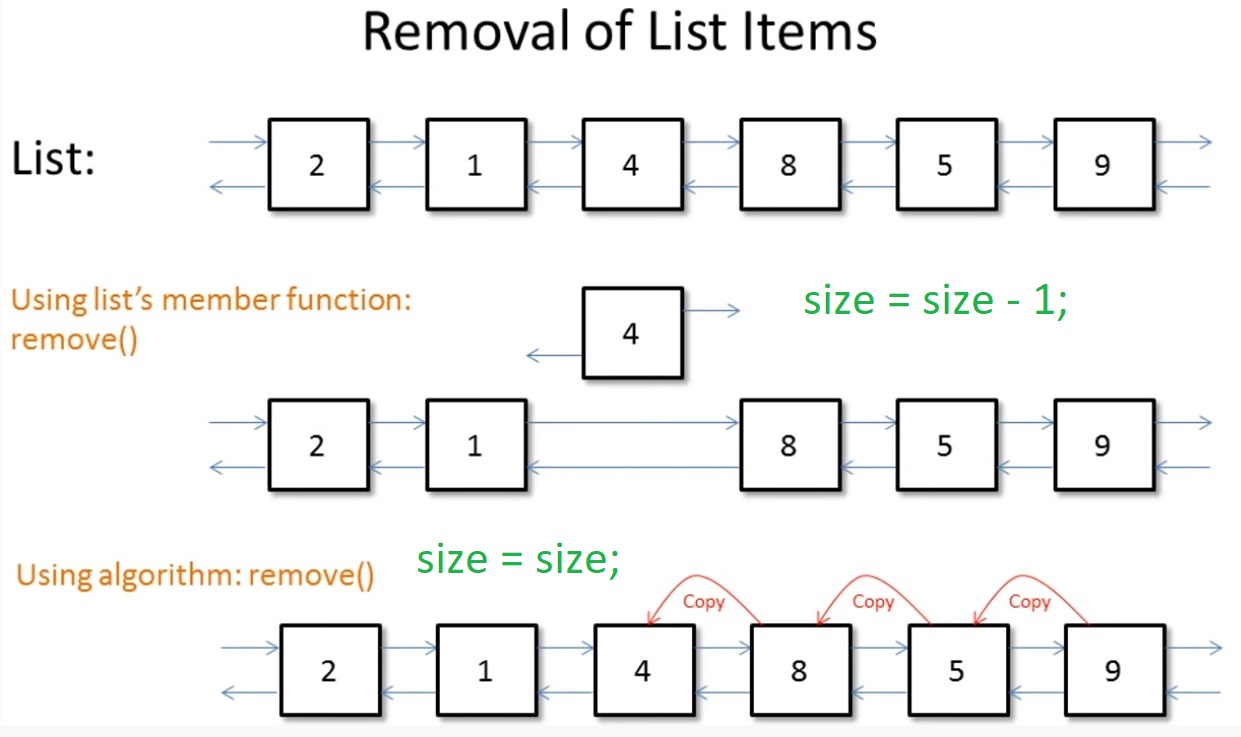 Removal of List Items
List:
2 1 4 8 5 9
Using list's member function:
remove()
size = size - 1;
4
2 1 8 5 9
Using algorithm: remove()
size = size;
Copy Copy Copy
2 1 4 8 5 9